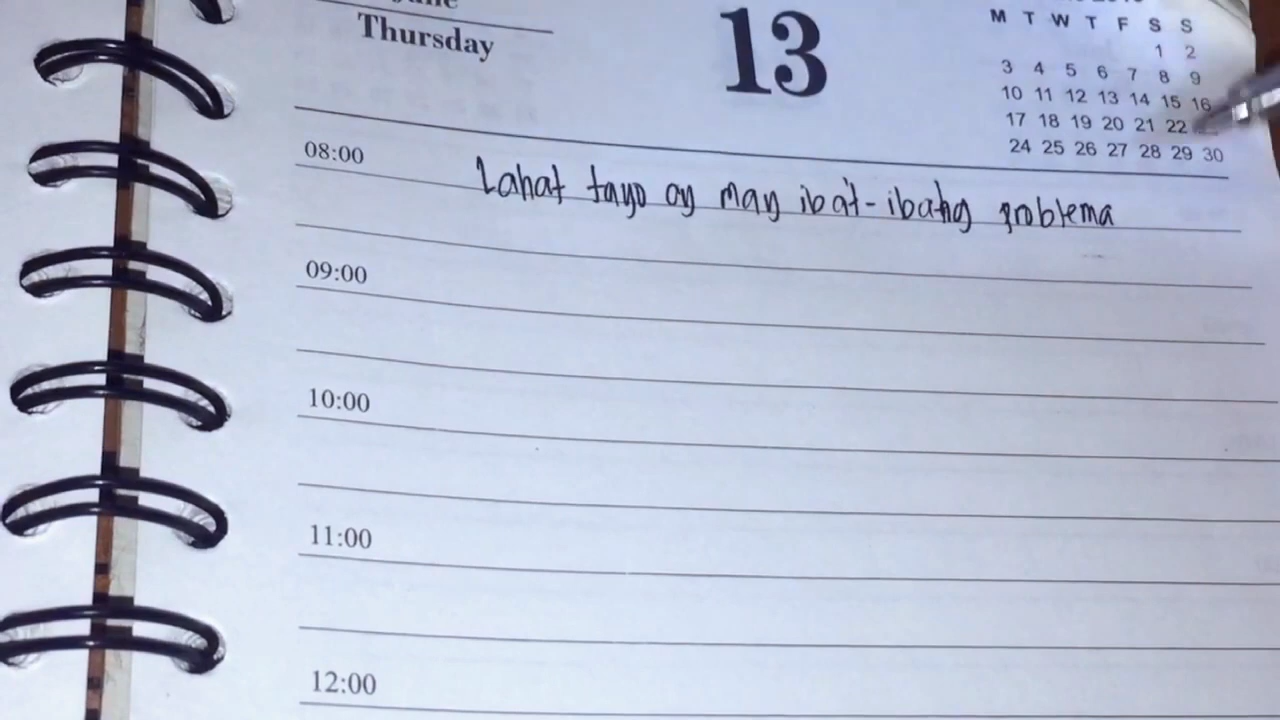 Thursday
13
M T W T F S S
1 2
3 4 5 6 7 8 9
10 11 12 13 14 15 16
17 18 19 20 21 22
24 25 26 27 28 29 30
08:00
Lahat tayo ay may iba't-ibang problema
09:00
10:00
11:00
12:00